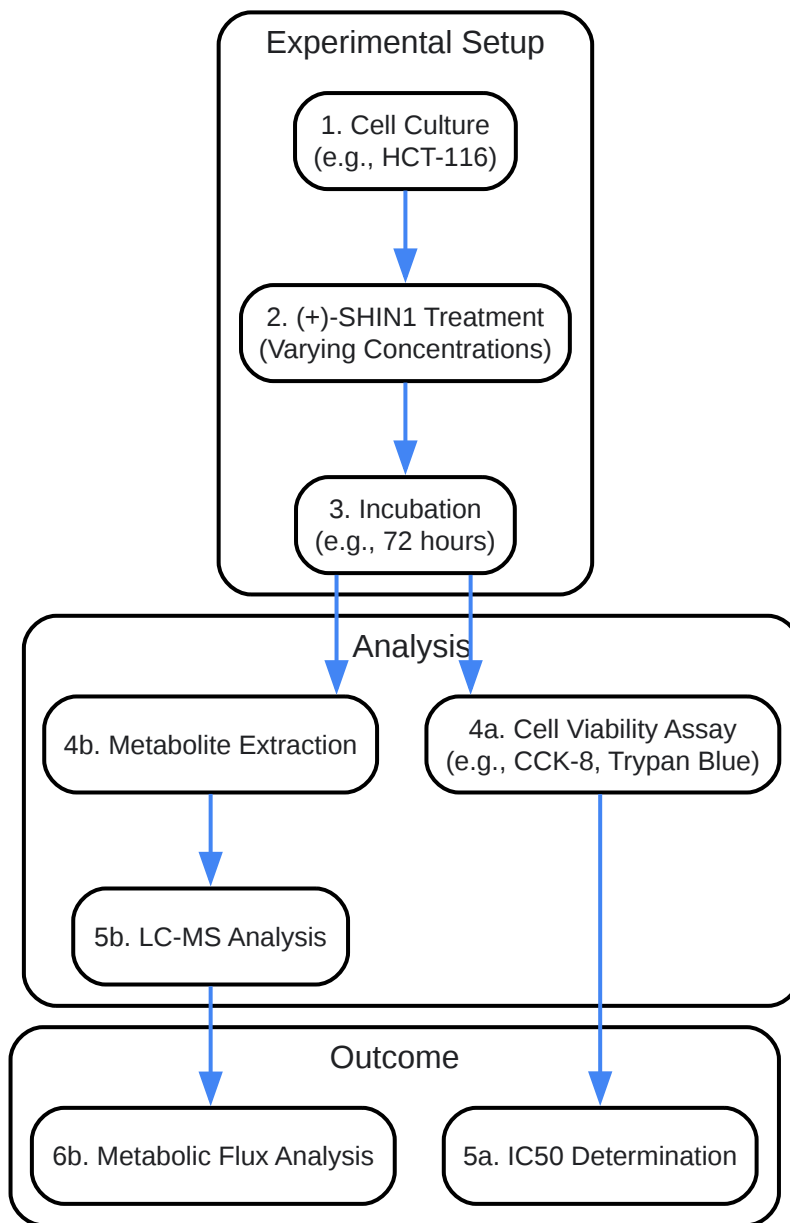 Experimental Setup
1. Cell Culture
(e.g., HCT-116)
2. (+)-SHIN1 Treatment
(Varying Concentrations)
3. Incubation
(e.g., 72 hours)
Analysis
4b. Metabolite Extraction
4a. Cell Viability Assay
(e.g., CCK-8, Trypan Blue)
5b. LC-MS Analysis
Outcome
6b. Metabolic Flux Analysis
5a. IC50 Determination